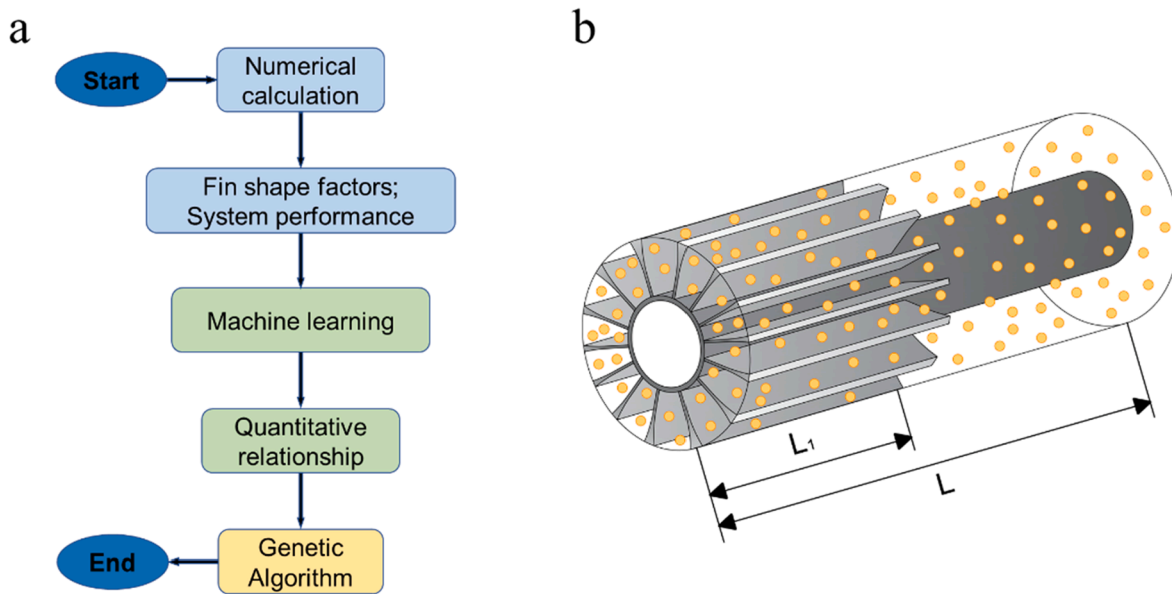 a
Start
Numerical
calculation
Fin shape factors;
System performance
Machine learning
Quantitative
relationship
Genetic
Algorithm
End
b
L₁
L